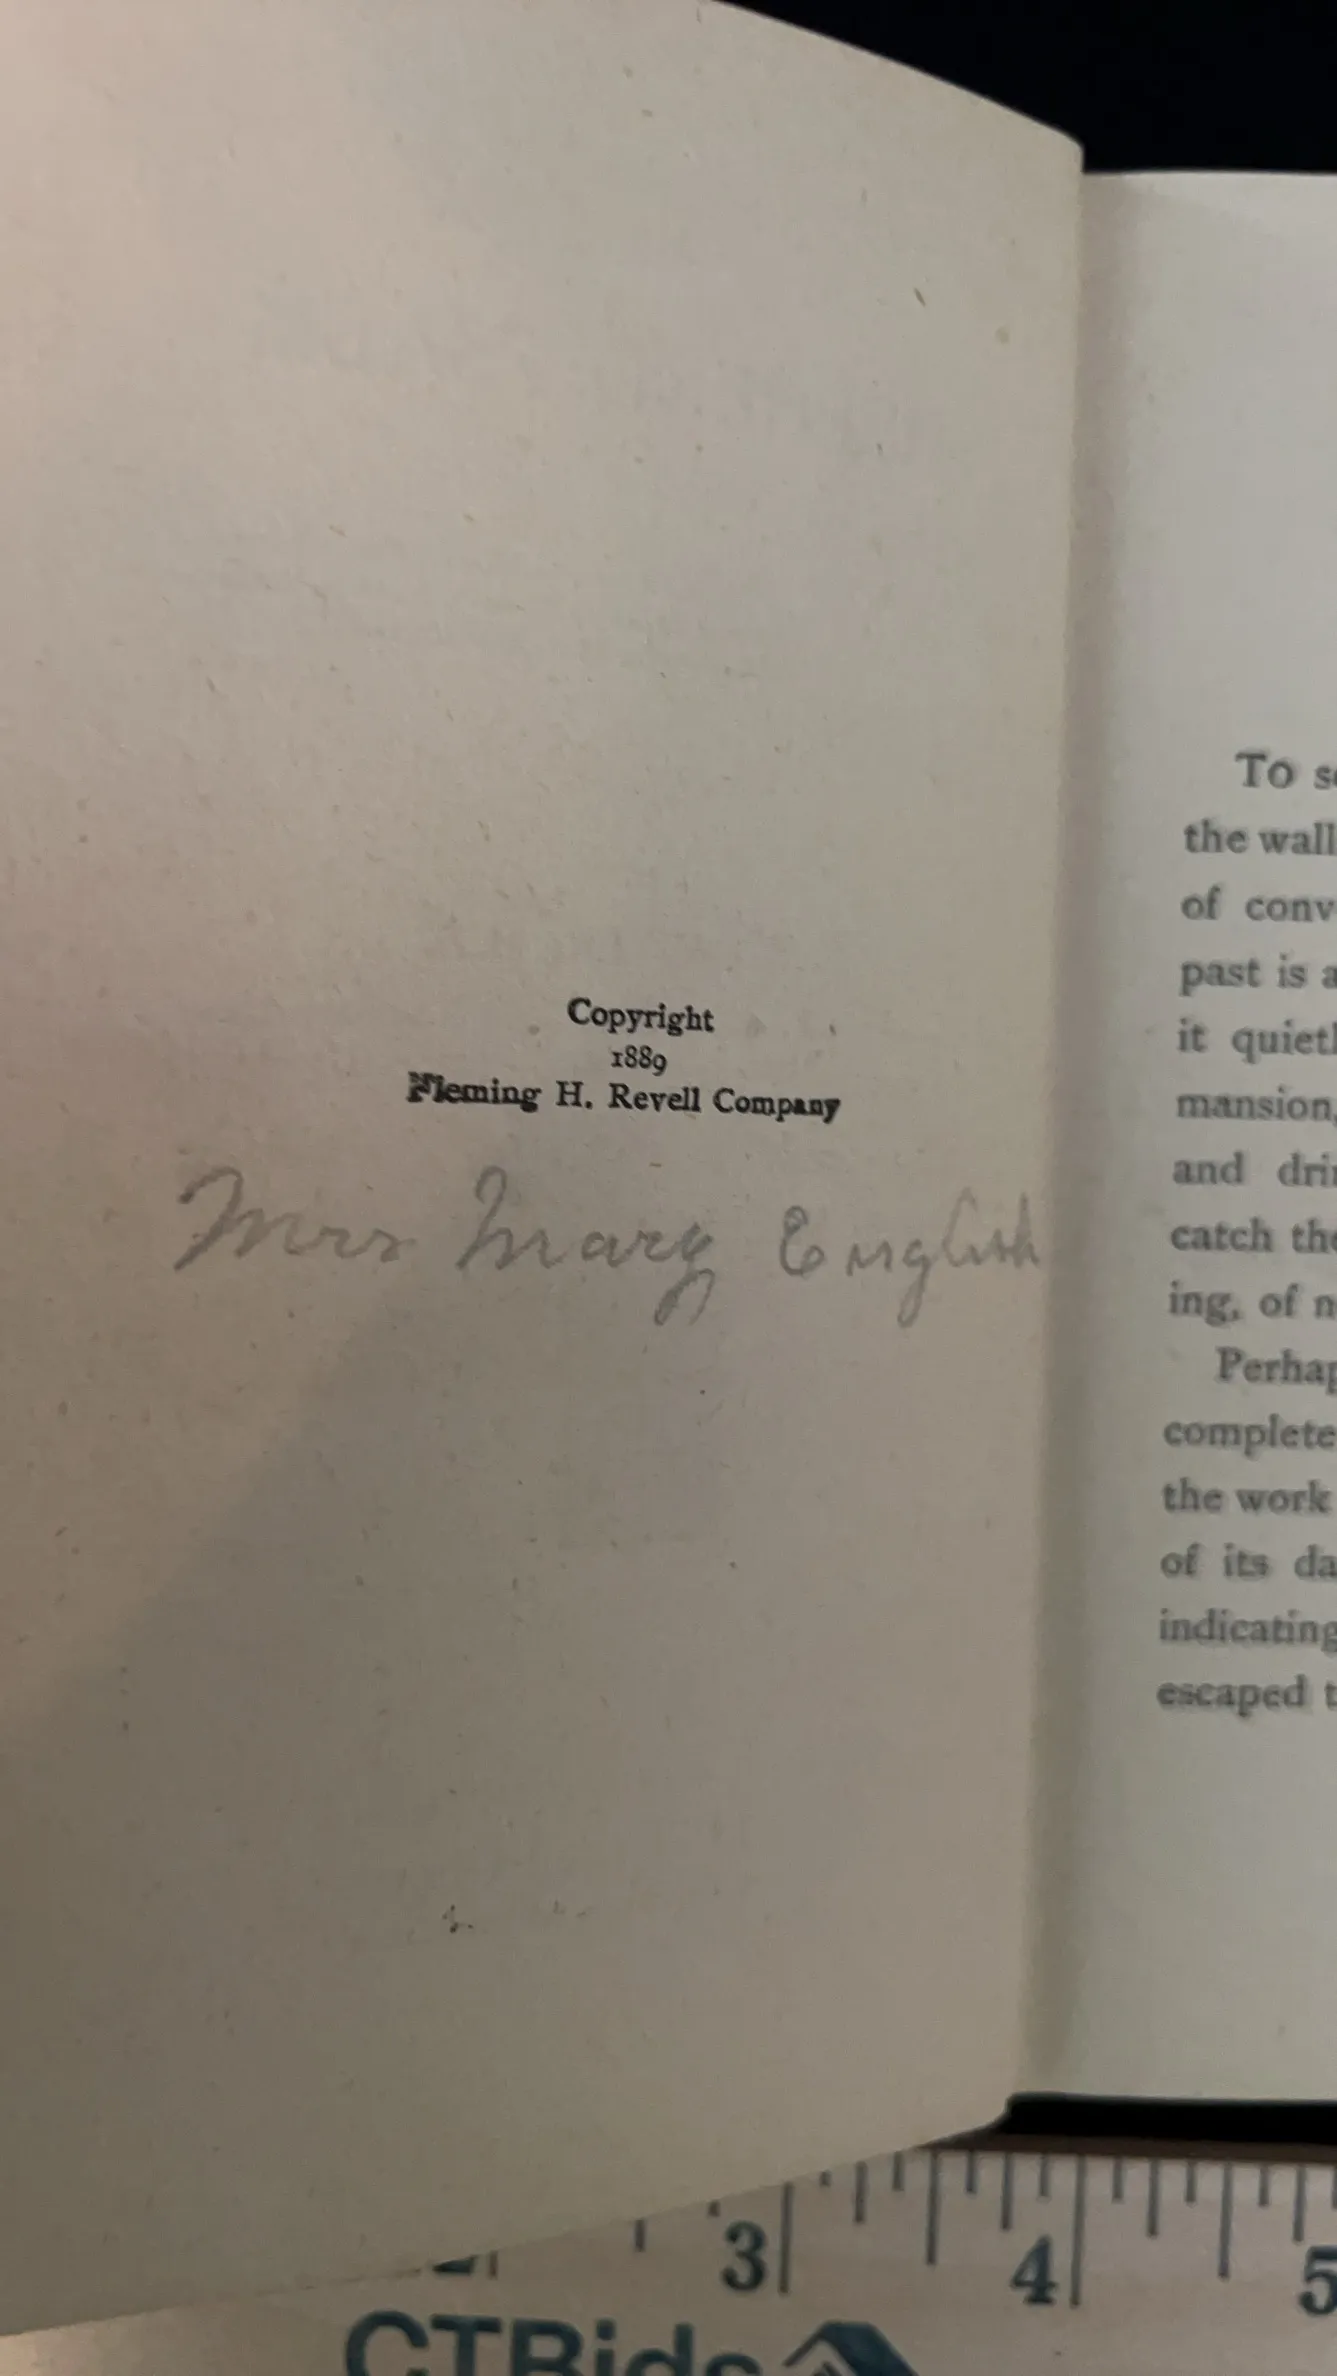 Copyright
1889
Fleming H. Revell Company
Mrs Mary English
To
the wall
of conv
past is a
it quietl
mansion,
and dri
catch the
ing, of
Perhap
complete
the work
of its da
indicating
escaped t
3 4 5
CTBids